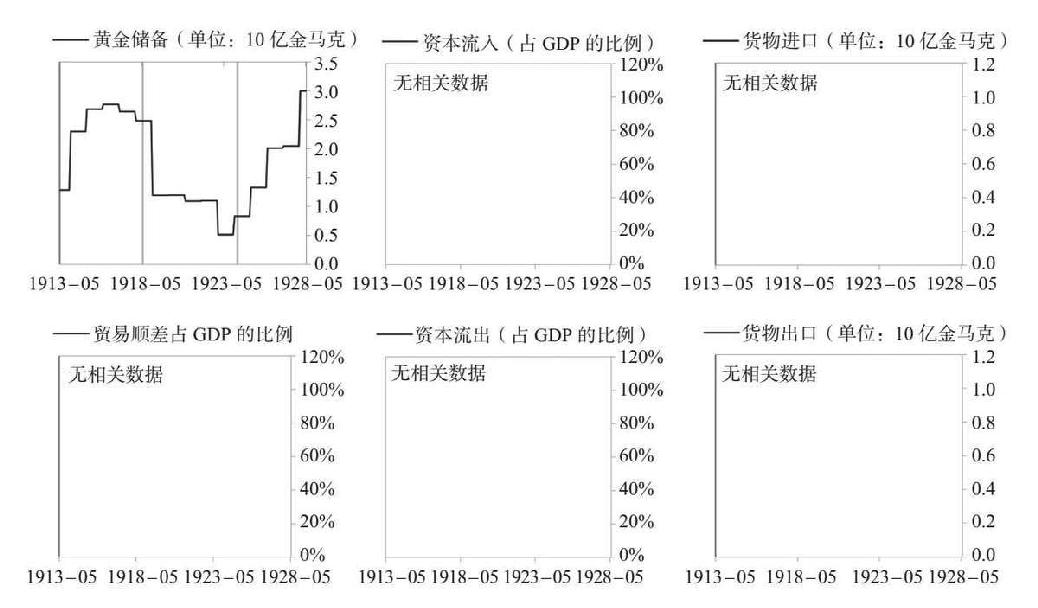 黄金储备（单位：10 亿金马克）
3.5
3.0
2.5
2.0
1.5
1.0
0.5
0.0
1913-05 1918-05 1923-05 1928-05
资本流入（占 GDP 的比例）
无相关数据
120%
100%
80%
60%
40%
20%
0%
1913-05 1918-05 1923-05 1928-05
货物进口（单位：10 亿金马克）
无相关数据
1.2
1.0
0.8
0.6
0.4
0.2
0.0
1913-05 1918-05 1923-05 1928-05
贸易顺差占 GDP 的比例
无相关数据
120%
100%
80%
60%
40%
20%
0%
1913-05 1918-05 1923-05 1928-05
资本流出（占 GDP 的比例）
无相关数据
120%
100%
80%
60%
40%
20%
0%
1913-05 1918-05 1923-05 1928-05
货物出口（单位：10 亿金马克）
无相关数据
1.2
1.0
0.8
0.6
0.4
0.2
0.0
1913-05 1918-05 1923-05 1928-05